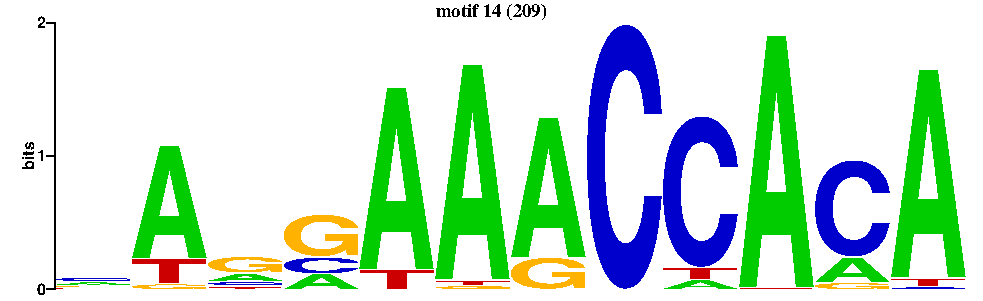 motif 14 (209)
bits
2
1
0
A G G A A A C C A C A
T C T G T A
A A G